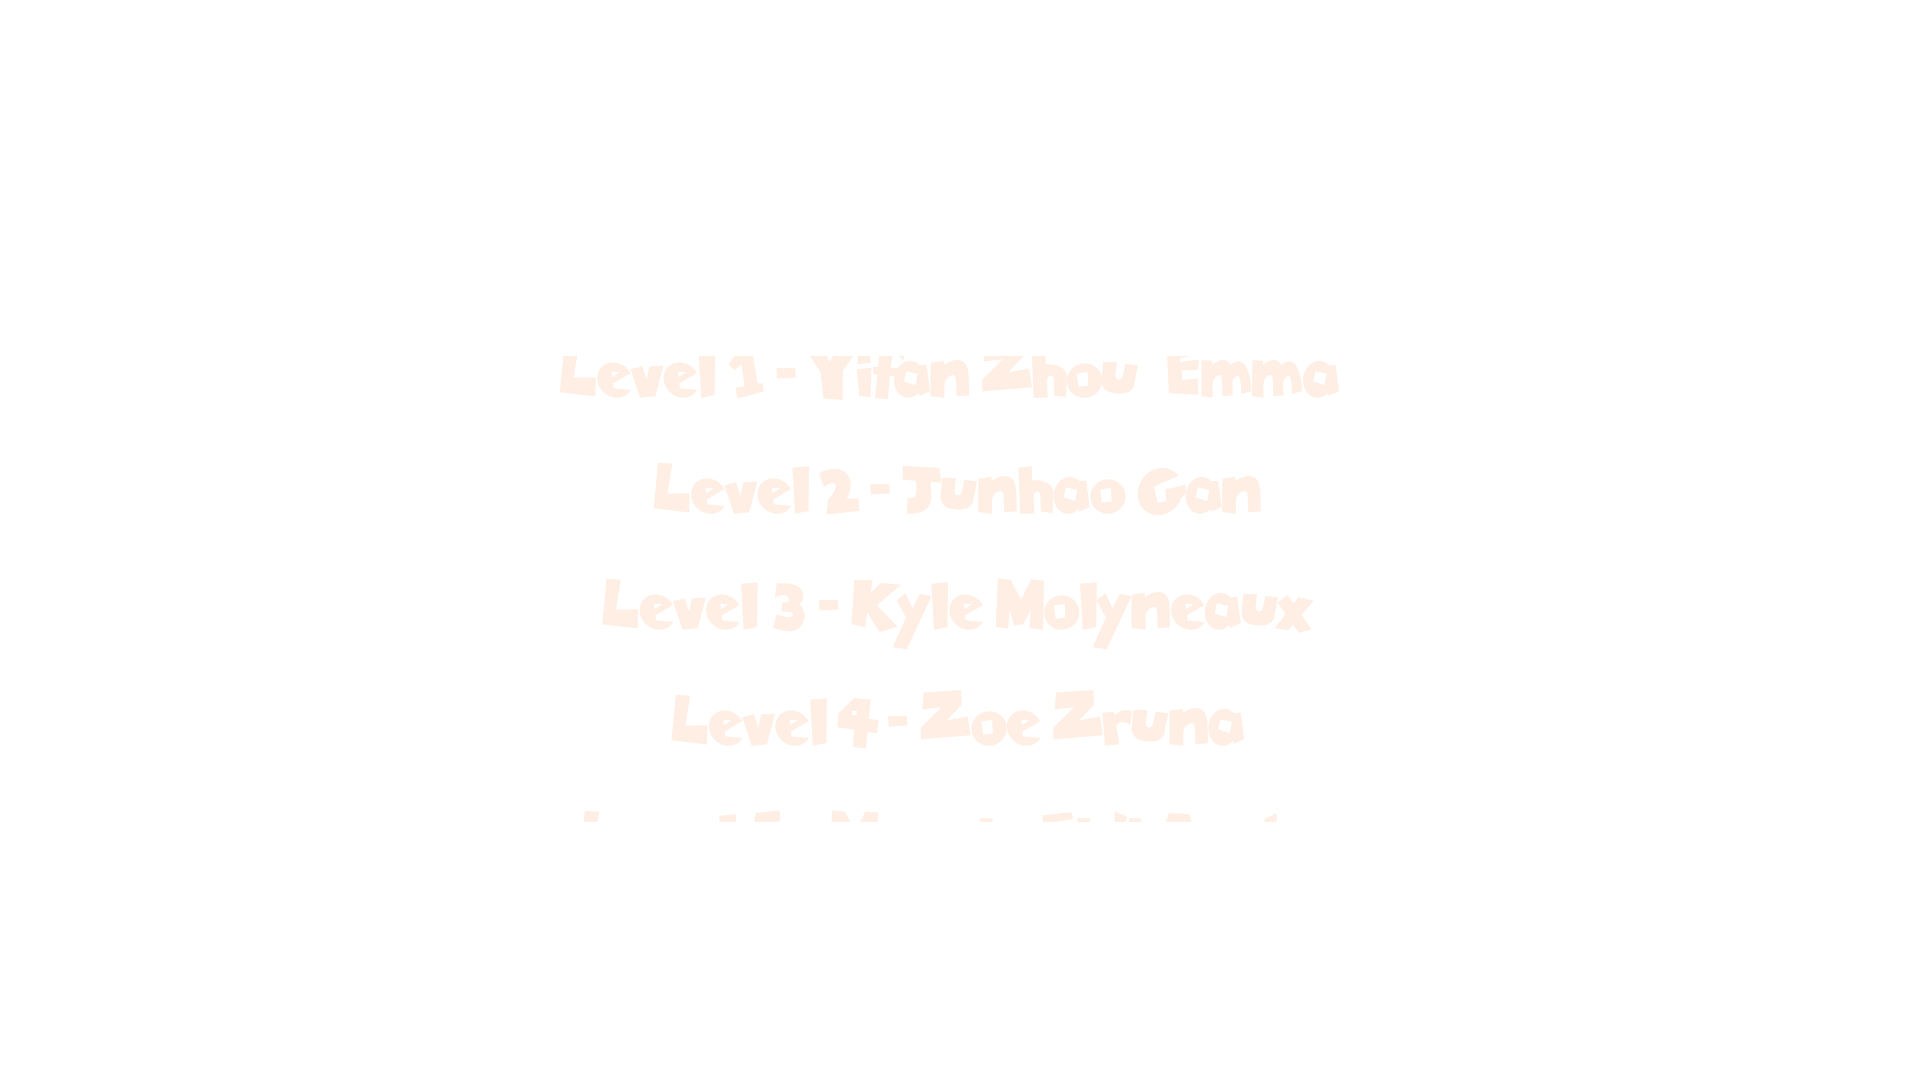 Level 1 - Yifan Zhou Emma
Level 2 - Junhao Gan
Level 3 - Kyle Molyneaux
Level 4 - Zoe Zruna